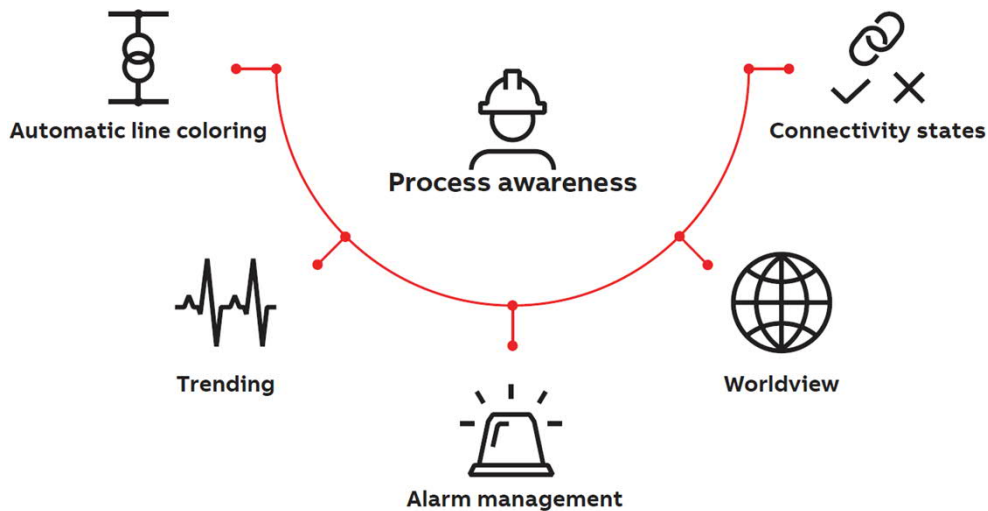 Automatic line coloring
Process awareness
Connectivity states
Trending
Worldview
Alarm management